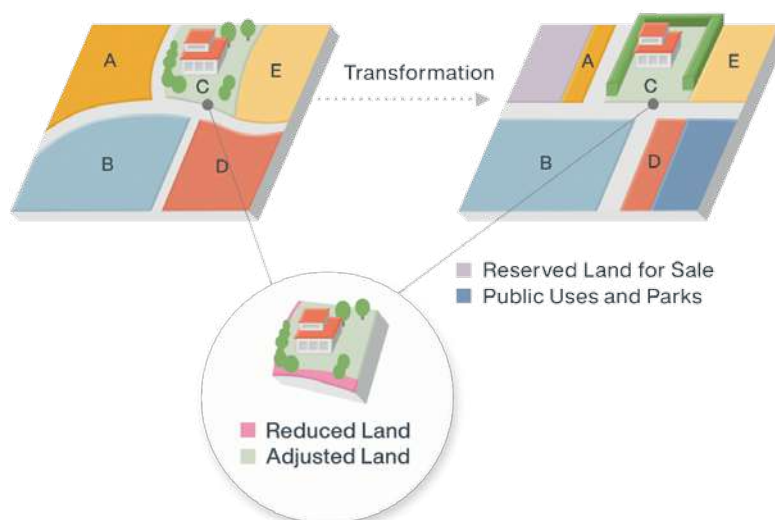 A
C
E
B
D
Transformation
A
C
E
B
D
Reserved Land for Sale
Public Uses and Parks
Reduced Land
Adjusted Land